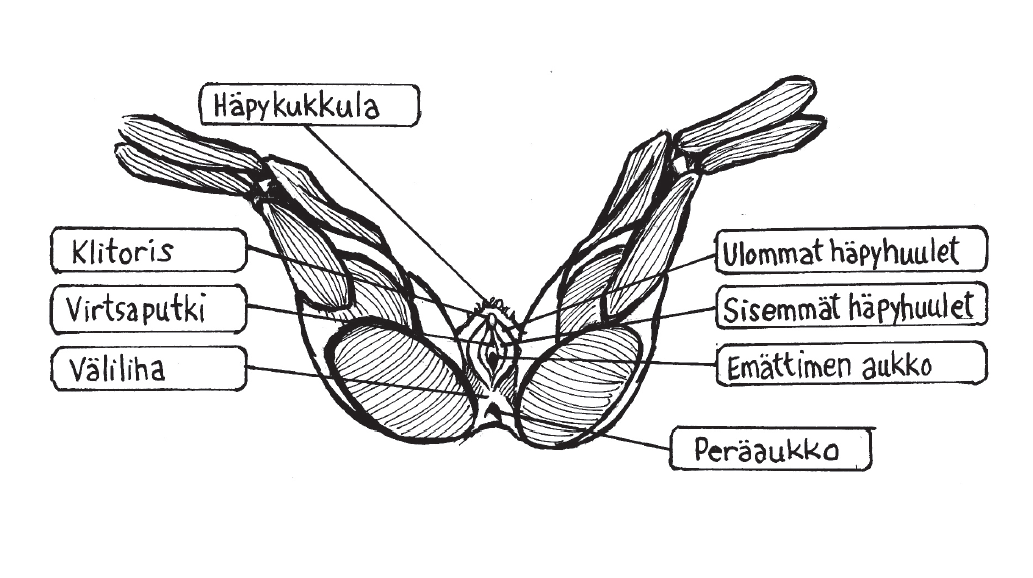 Häpykukkula
Klitoris
Virtsaputki
Väliliha
Ulommat häpyhuulet
Sisemmät häpyhuulet
Emättimen aukko
Peräaukko